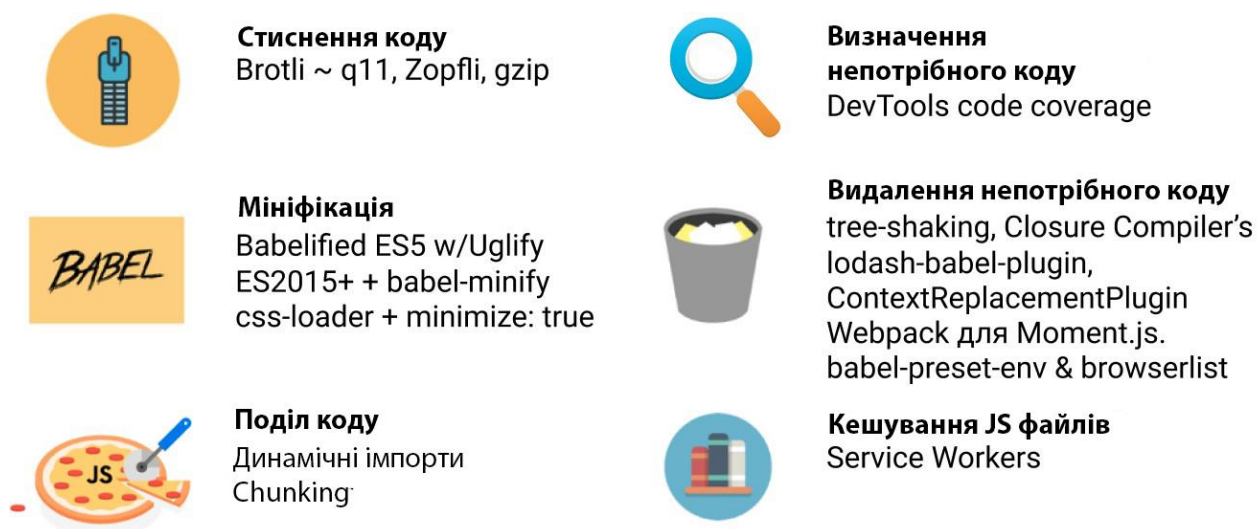 Стиснення коду
Brotli ~ q11, Zopfli, gzip
Визначення
непотрібного коду
DevTools code coverage
BABEL
Мініфікація
Babelified ES5 w/Uglify
ES2015+ + babel-minify
css-loader + minimize: true
Видалення непотрібного коду
tree-shaking, Closure Compiler’s
lodash-babel-plugin,
ContextReplacementPlugin
Webpack для Moment.js.
babel-preset-env & browserlist
JS
Поділ коду
Динамічні імпорти
Chunking
Кешування JS файлів
Service Workers